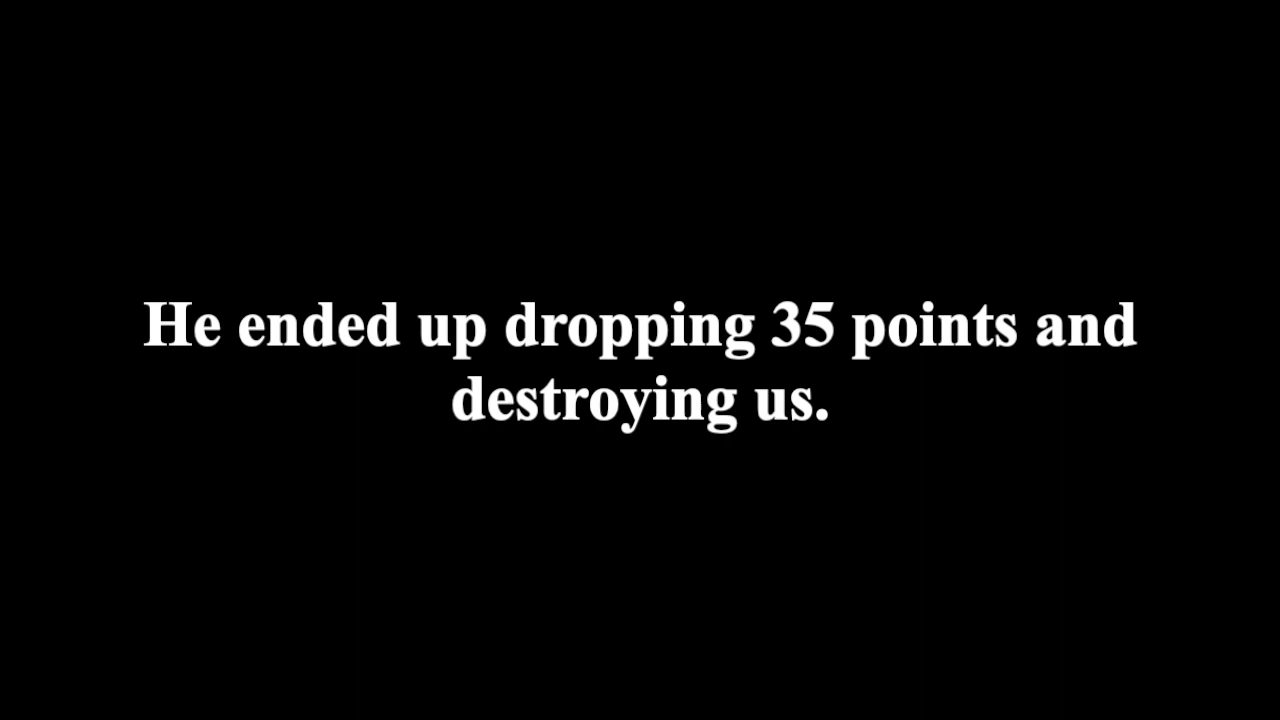 He ended up dropping 35 points and
destroying us.